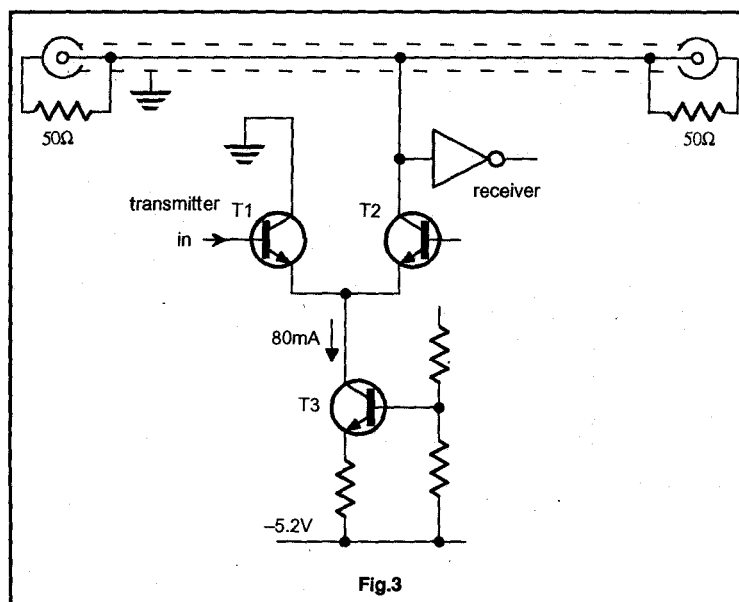 50Ω
50Ω
receiver
transmitter
T1
T2
in
80mA
T3
–5.2V
Fig.3